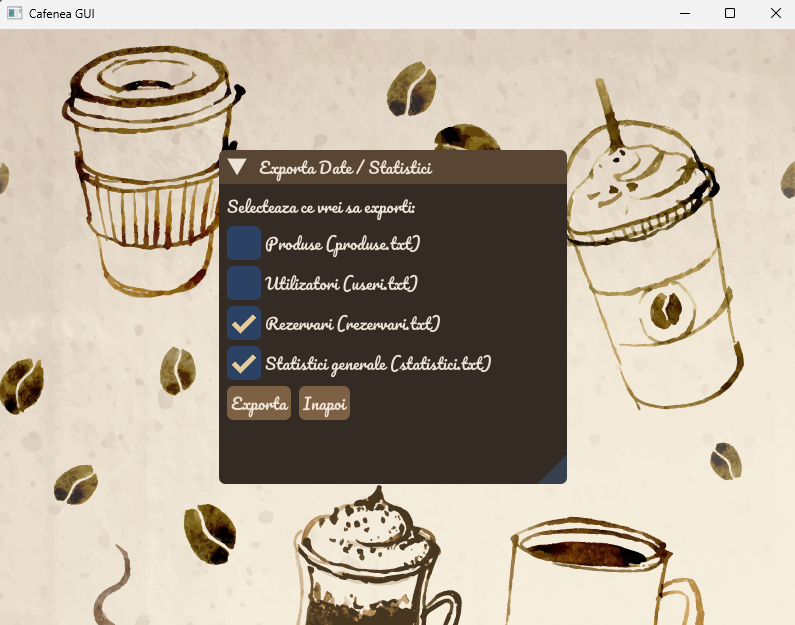 Cafenea GUI
Exporta Date / Statistici
Selecteaza ce vrei sa exporti:
Produse (produse.txt)
Utilizatori (useri.txt)
Rezervari (rezervari.txt)
Statistici generale (statistici.txt)
Exporta Inapoi